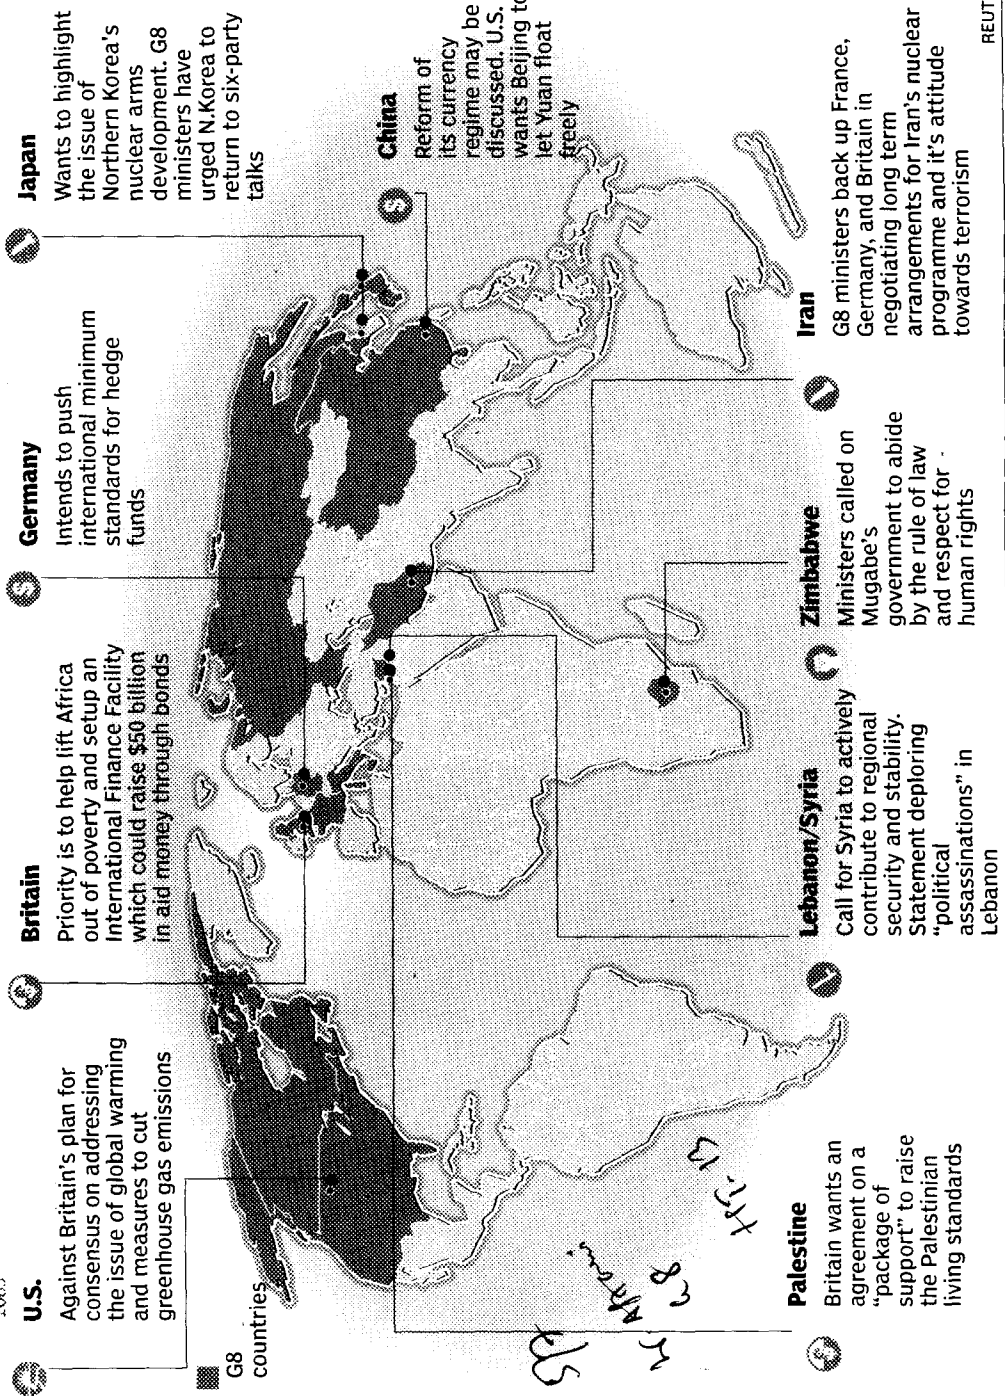 U.S.
Against Britain's plan for
consensus on addressing
the issue of global warming
and measures to cut
greenhouse gas emissions
Britain
Priority is to help lift Africa
out of poverty and setup an
International Finance Facility
which could raise $50 billion
in aid money through bonds
Germany
Intends to push
international minimum
standards for hedge
funds
Japan
Wants to highlight
the issue of
Northern Korea's
nuclear arms
development. G8
ministers have
urged N.Korea to
return to six-party
talks
China
Reform of
its currency
regime may be
discussed. U.S.
wants Beijing to
let Yuan float
freely
G8
countries
Palestine
Britain wants an
agreement on a
"package of
support" to raise
the Palestinian
living standards
Lebanon/Syria
Call for Syria to actively
contribute to regional
security and stability.
Statement deploring
"political
assassinations" in
Lebanon
Zimbabwe
Ministers called on
Mugabe's
government to abide
by the rule of law
and respect for -
human rights
Iran
G8 ministers back up France,
Germany, and Britain in
negotiating long term
arrangements for Iran's nuclear
programme and it's attitude
towards terrorism
REUT